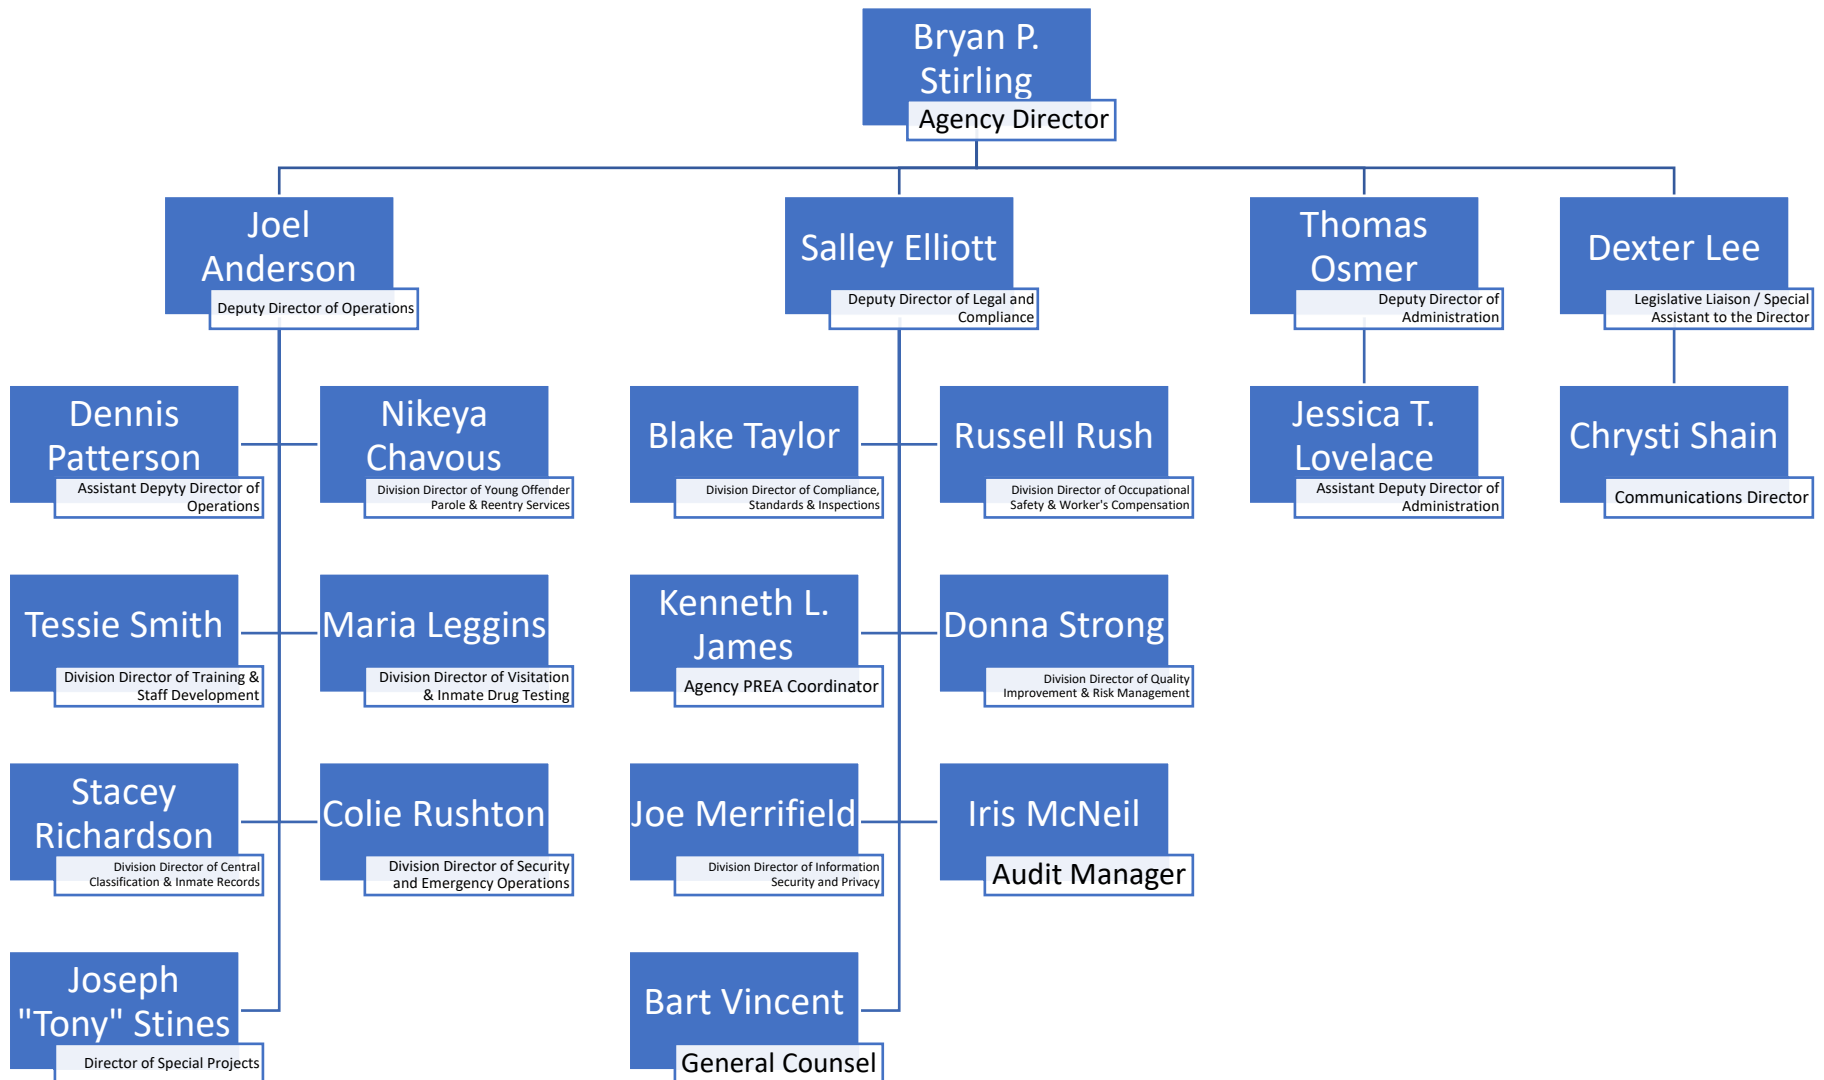 Bryan P.
Stirling
Agency Director
Joel
Anderson
Deputy Director of Operations
Salley Elliott
Deputy Director of Legal and
Compliance
Thomas
Osmer
Deputy Director of
Administration
Dexter Lee
Legislative Liaison / Special
Assistant to the Director
Dennis
Patterson
Assistant Depyty Director of
Operations
Nikeya
Chavous
Division Director of Young Offender
Parole & Reentry Services
Blake Taylor
Division Director of Compliance,
Standards & Inspections
Russell Rush
Division Director of Occupational
Safety & Worker's Compensation
Jessica T.
Lovelace
Assistant Deputy Director of
Administration
Chrysti Shain
Communications Director
Tessie Smith
Division Director of Training &
Staff Development
Maria Leggins
Division Director of Visitation
& Inmate Drug Testing
Kenneth L.
James
Agency PREA Coordinator
Donna Strong
Division Director of Quality
Improvement & Risk Management
Stacey
Richardson
Division Director of Central
Classification & Inmate Records
Colie Rushton
Division Director of Security
and Emergency Operations
Joe Merrifield
Division Director of Information
Security and Privacy
Iris McNeil
Audit Manager
Joseph
"Tony" Stines
Director of Special Projects
Bart Vincent
General Counsel